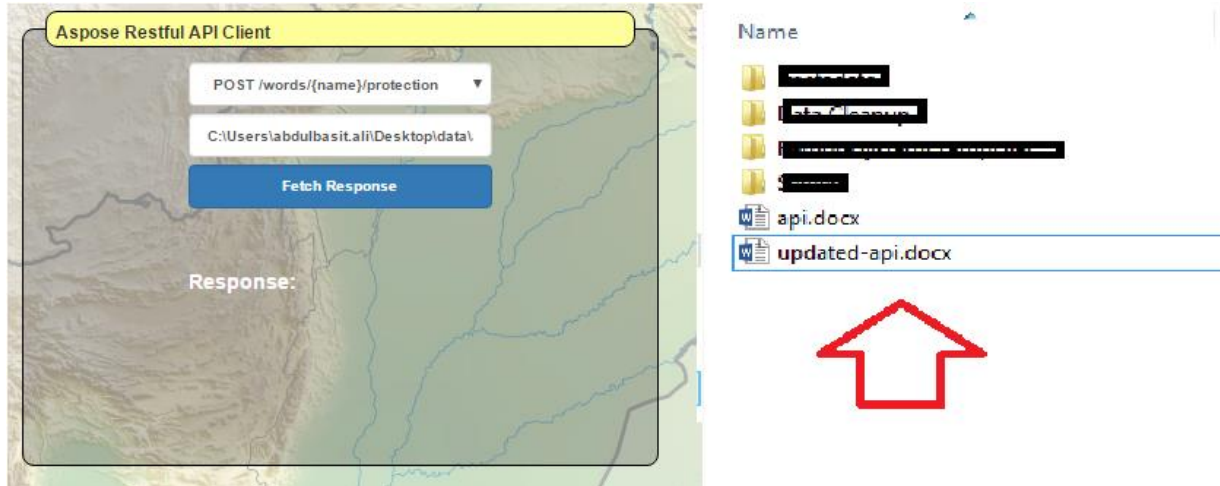 Aspose Restful API Client
POST /words/{name}/protection
C:\Users\abdulbasit.ali\Desktop\data\
Fetch Response
Response:
Name
api.docx
updated-api.docx